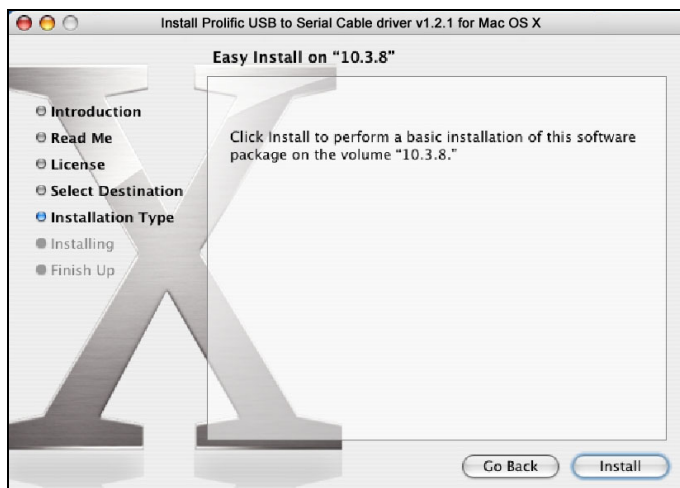 Install Prolific USB to Serial Cable driver v1.2.1 for Mac OS X
Easy Install on “10.3.8”
Introduction
Read Me
License
Select Destination
Installation Type
Installing
Finish Up
Click Install to perform a basic installation of this software
package on the volume “10.3.8.”
Go Back
Install